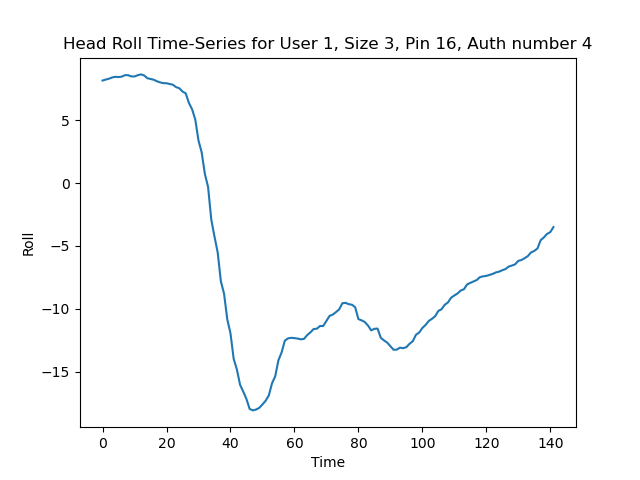 Head Roll Time-Series for User 1, Size 3, Pin 16, Auth number 4
5
0
−5
−10
−15
Roll
0 20 40 60 80 100 120 140
Time